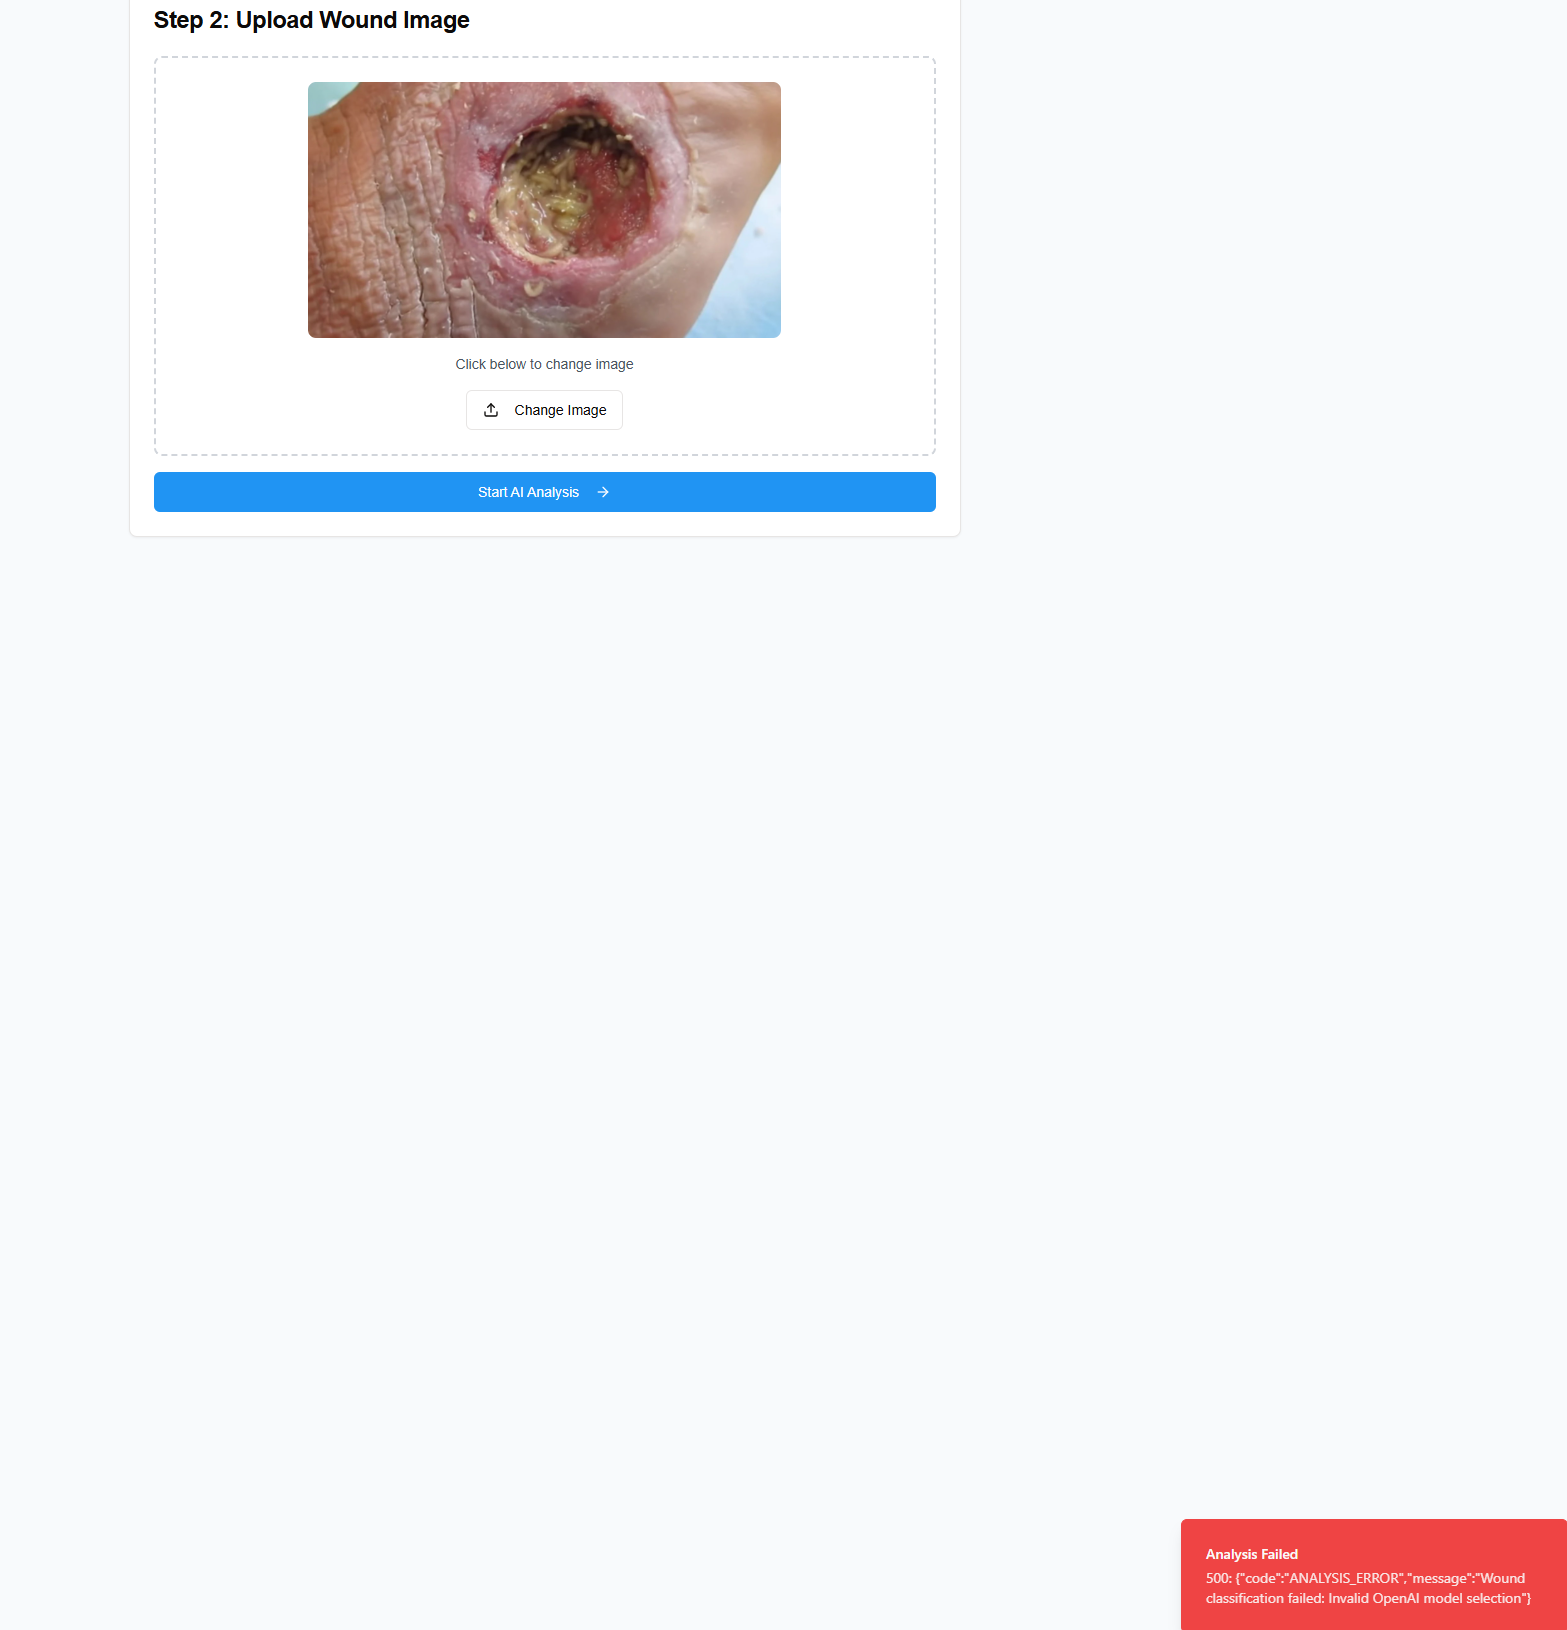 Step 2: Upload Wound Image
Click below to change image
Change Image
Start AI Analysis
Analysis Failed
500: {"code":"ANALYSIS_ERROR","message":"Wound
classification failed: Invalid OpenAI model selection"}